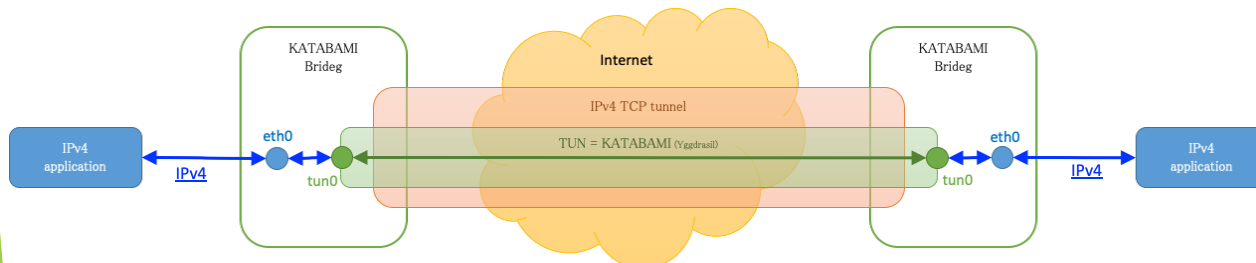 KATABAMI
Brideg
Internet
KATABAMI
Brideg
IPv4 TCP tunnel
IPv4
application
eth0
IPv4
tun0
TUN = KATABAMI (Yggdrasil)
eth0
tun0
IPv4
IPv4
application